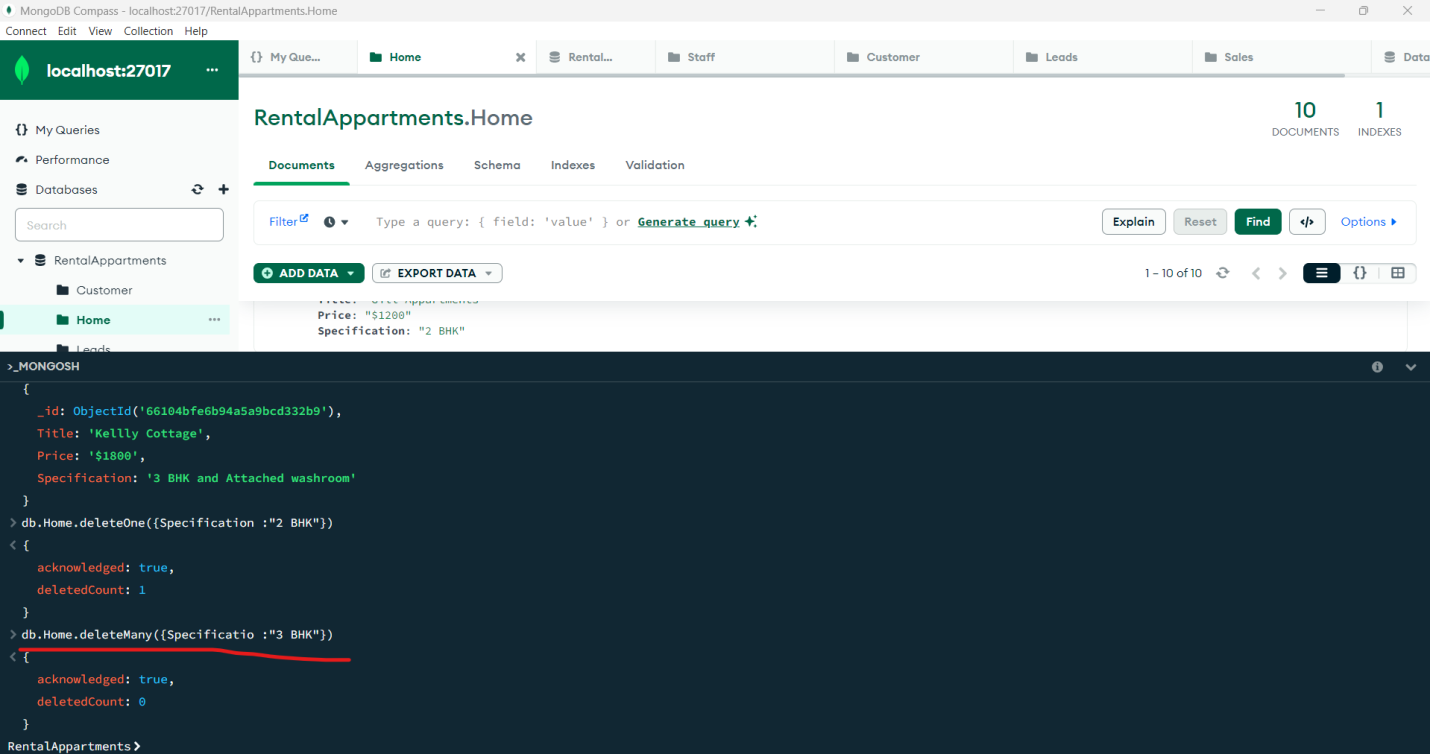 MongoDB Compass - localhost:27017/RentalAppartments.Home
Connect Edit View Collection Help
localhost:27017 ...
{} My Que...
Home
Rental...
Staff
Customer
Leads
Sales
Data
RentalAppartments.Home
10
DOCUMENTS
1
INDEXES
{} My Queries
Performance
Databases
Search
RentalAppartments
Customer
Home ...
Leads
Documents Aggregations Schema Indexes Validation
Filter Type a query: { field: 'value' } or Generate query
Explain Reset Find </> Options
ADD DATA EXPORT DATA 1 – 10 of 10 {}
Price: "$1200"
Specification: "2 BHK"
>_MONGOSH
{
_id: ObjectId('66104bfe6b94a5a9bcd332b9'),
Title: 'Kellly Cottage',
Price: '$1800',
Specification: '3 BHK and Attached washroom'
}
> db.Home.deleteOne({Specification :"2 BHK"})
< {
acknowledged: true,
deletedCount: 1
}
> db.Home.deleteMany({Specificatio :"3 BHK"})
< {
acknowledged: true,
deletedCount: 0
}
RentalAppartments>